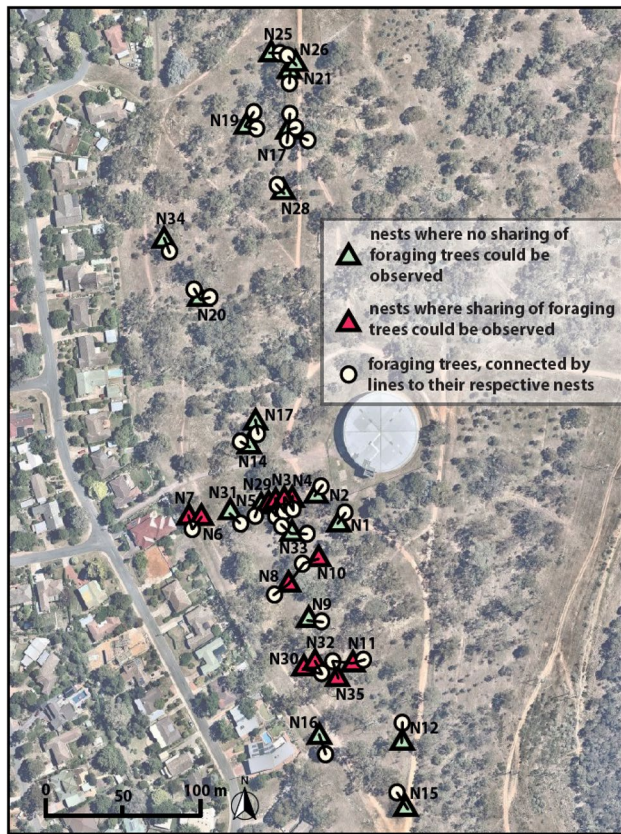 N25
N26
N21
N19
N17
N28
N34
nests where no sharing of
foraging trees could be
observed
nests where sharing of foraging
trees could be observed
foraging trees, connected by
lines to their respective nests
N20
N17
N14
N29 N3 N4
N7 N31 N5 N2
N6 N1
N33
N10
N8
N9
N32 N11
N30
N35
N16 N12
N15
0 50 100 m
N